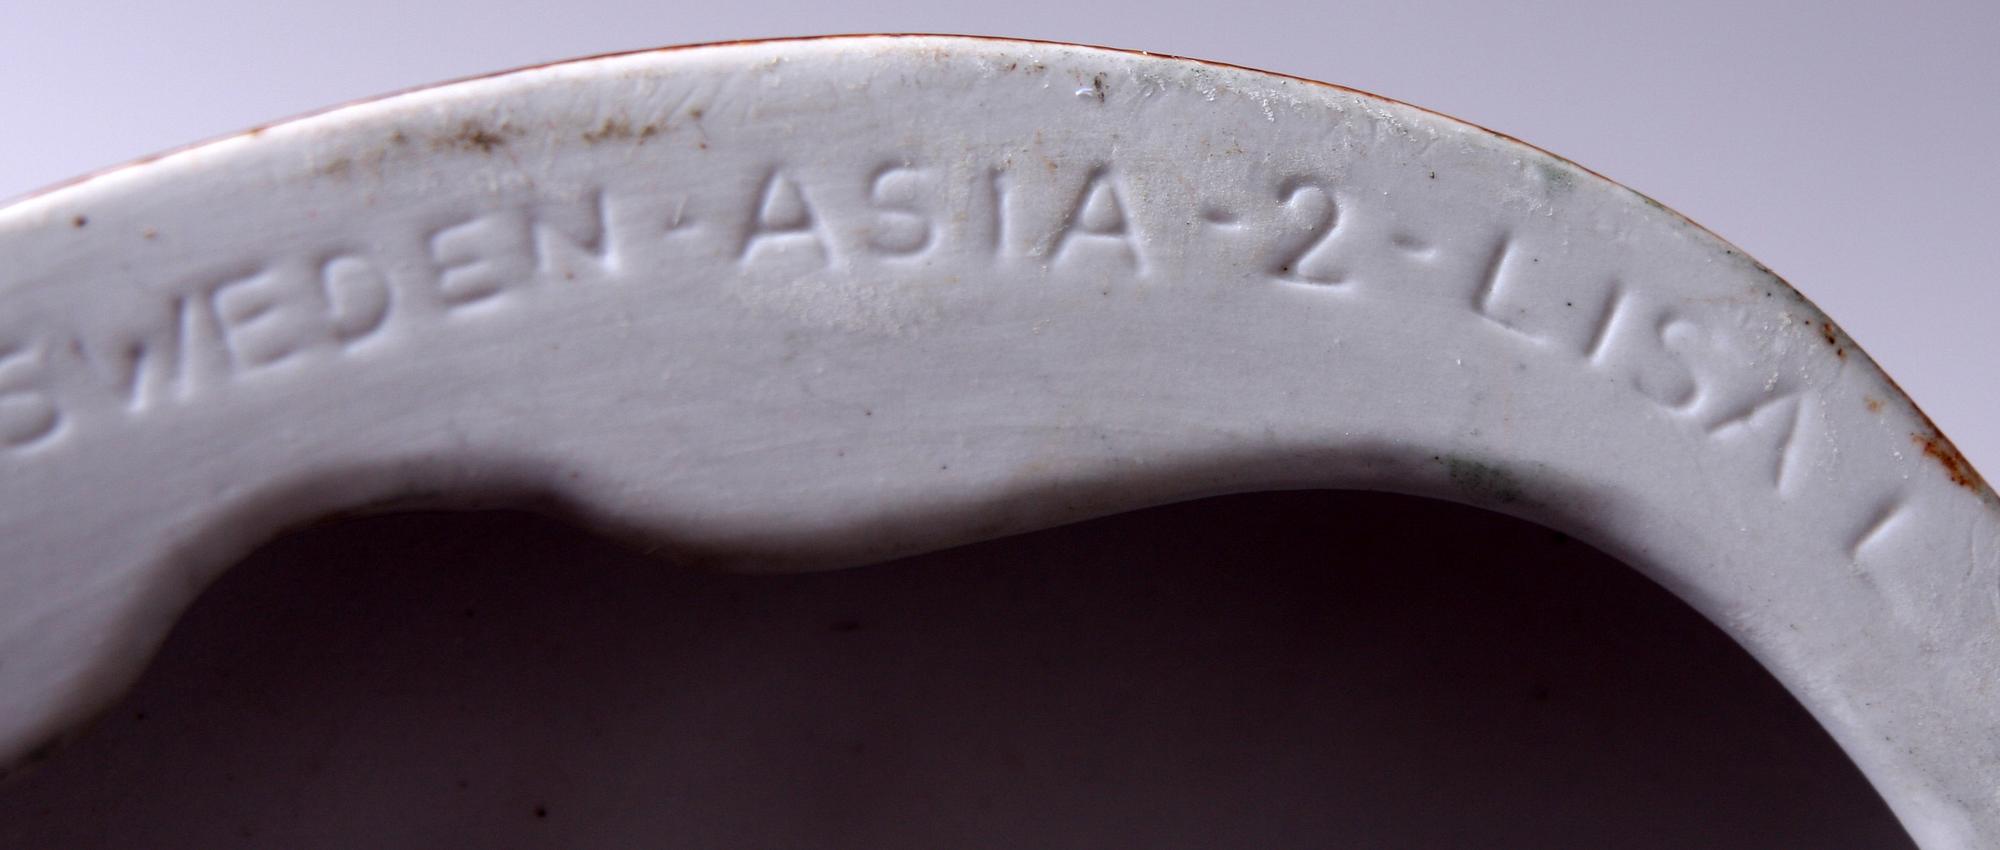 SWEDEN - ASIA - 2 - LISA L